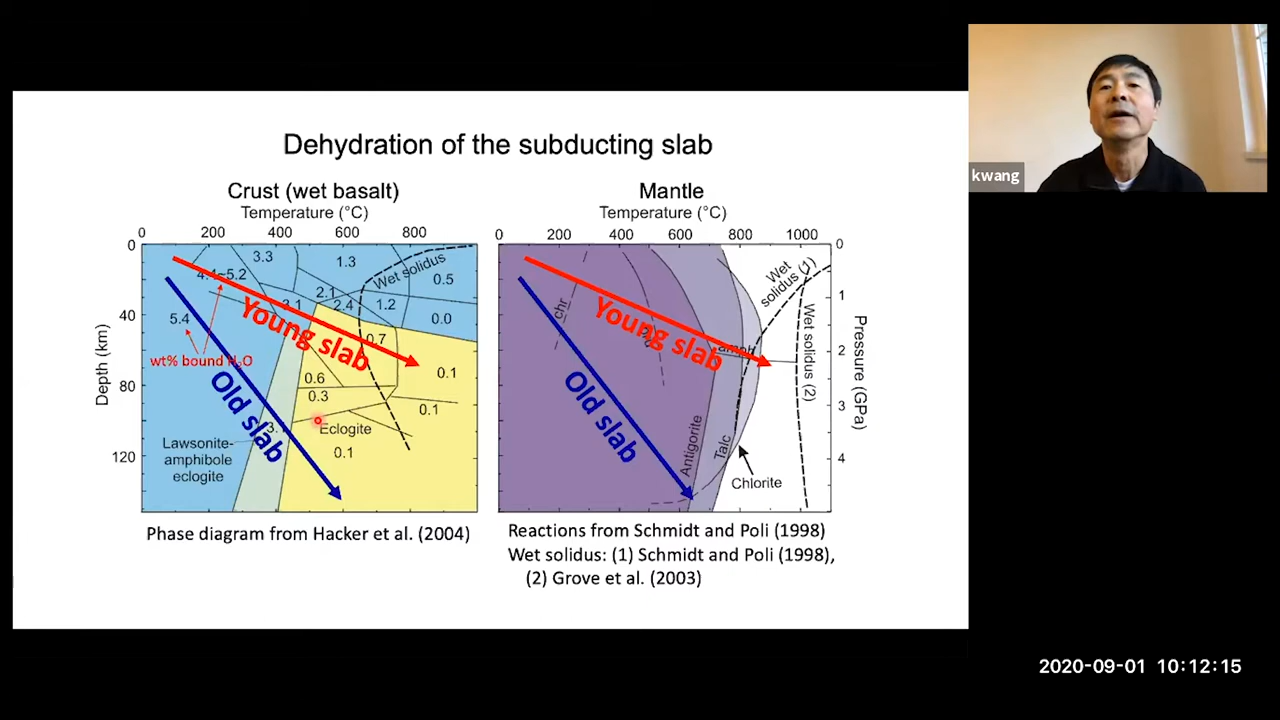 Dehydration of the subducting slab
Crust (wet basalt)
Temperature (°C)
0 200 400 600 800
Depth (km)
0
40
80
120
3.3
1.3
0.5
2.1
2.4
1.2
0.0
3.1
5.4
0.7
0.1
0.6
0.3
0.1
0.1
Wet solidus
wt% bound H₂O
Young slab
Old slab
Eclogite
Lawsonite-
amphibole
eclogite
Phase diagram from Hacker et al. (2004)
Mantle
Temperature (°C)
0 200 400 600 800 1000
Pressure (GPa)
0
1
2
3
4
Wet
solidus (1)
Wet solidus (2)
chr
Young slab
Old slab
Antigorite
Talc
Chlorite
Reactions from Schmidt and Poli (1998)
Wet solidus: (1) Schmidt and Poli (1998),
(2) Grove et al. (2003)
kwang
2020-09-01 10:12:15